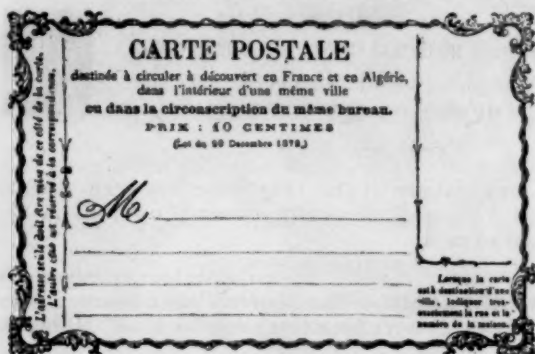 CARTE POSTALE
destinée à circuler à découvert en France et en Algérie,
dans l'intérieur d'une même ville
ou dans la circonscription du même bureau.
PRIX : 10 CENTIMES
(Loi du 20 Decembre 1872,)
M
L'adresse seule doit être mise de ce côté de la carte.
L'autre côté est réservé à la correspondance.
Lorsque la carte
est à destination d'une
ville, indiquer très-
exactement la rue et le
numéro de la maison.